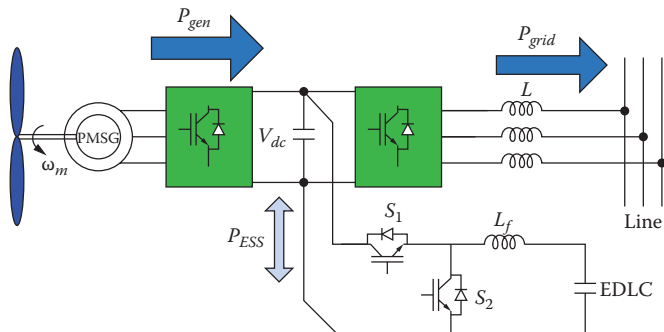 P_gen
P_grid
L
PMSG
V_dc
ω_m
P_ESS
S_1
L_f
Line
S_2
EDLC